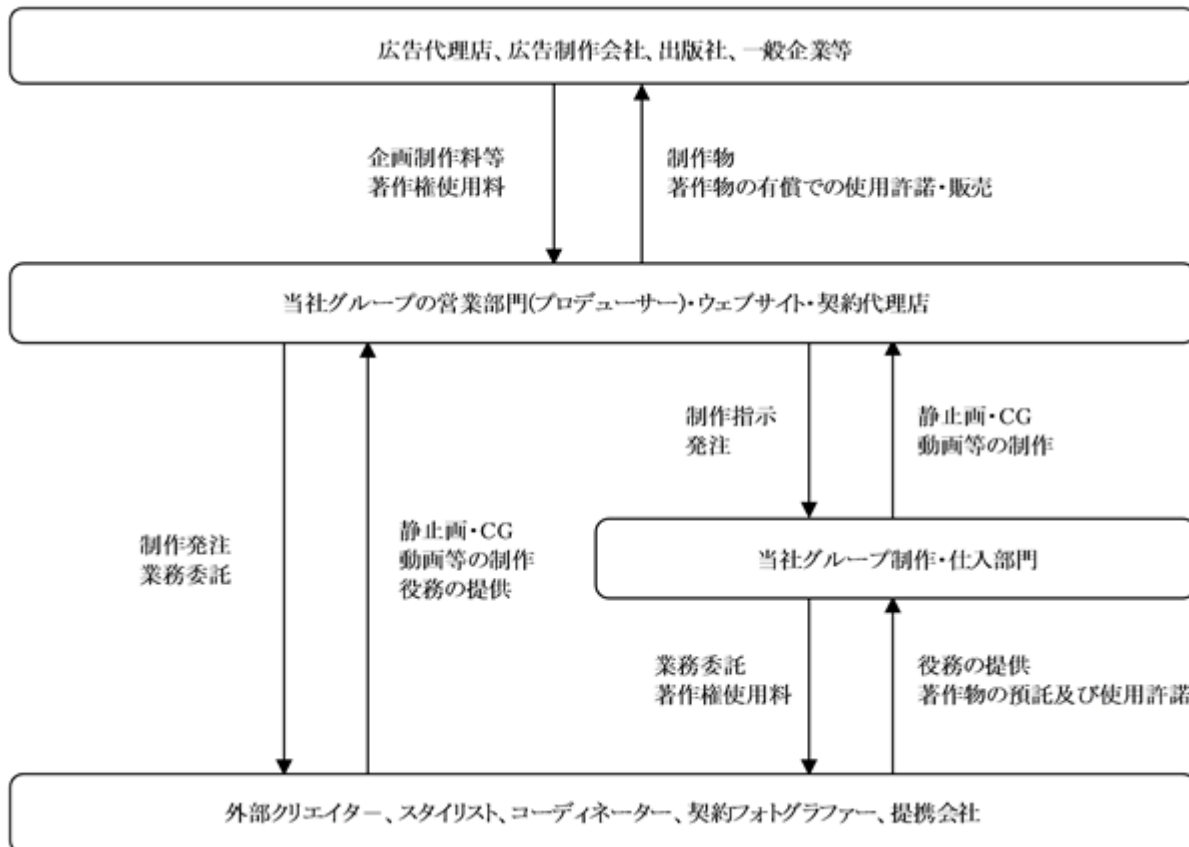 広告代理店、広告制作会社、出版社、一般企業等
企画制作料等
著作権使用料
制作物
著作物の有償での使用許諾・販売
当社グループの営業部門(プロデューサー)・ウェブサイト・契約代理店
制作指示
発注
静止画・CG
動画等の制作
制作発注
業務委託
静止画・CG
動画等の制作
役務の提供
当社グループ制作・仕入部門
業務委託
著作権使用料
役務の提供
著作物の預託及び使用許諾
外部クリエイター、スタイリスト、コーディネーター、契約フォトグラファー、提携会社